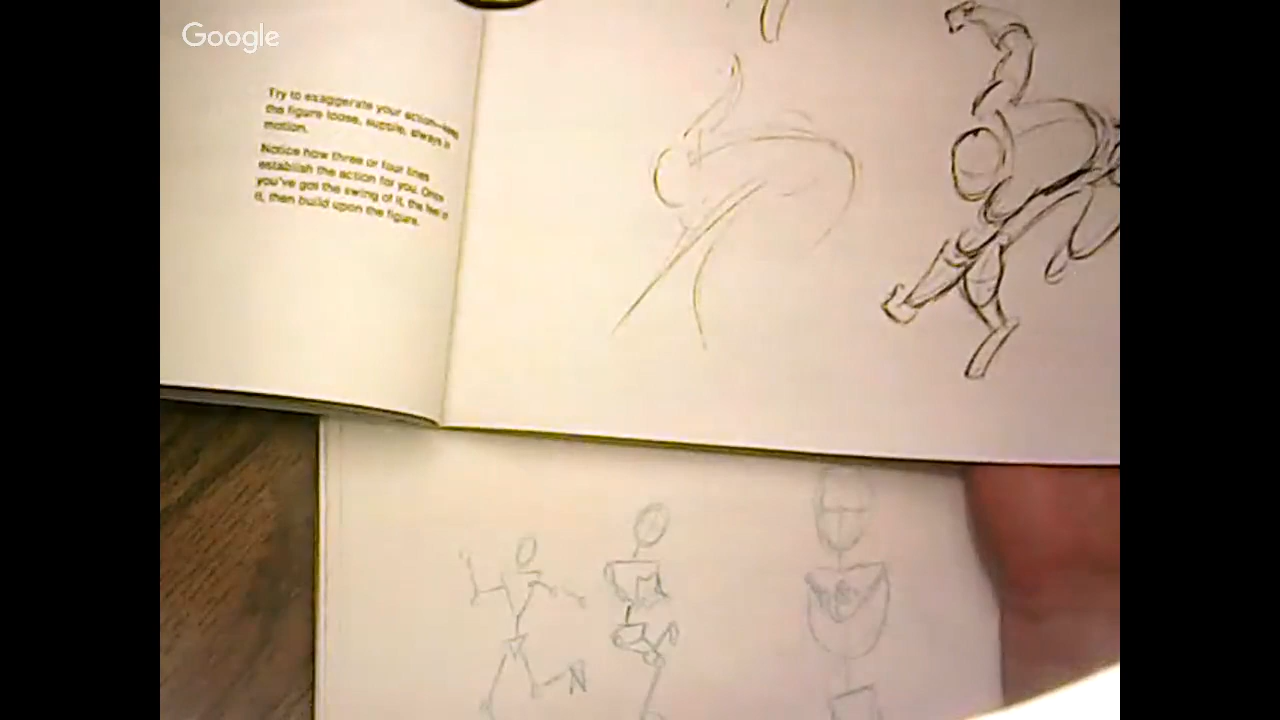 Google
Try to exaggerate your action—keep
the figure loose, supple, always in
motion.
Notice how three or four lines
establish the action for you. Once
you've got the swing of it, the feel of
it, then build upon the figure.